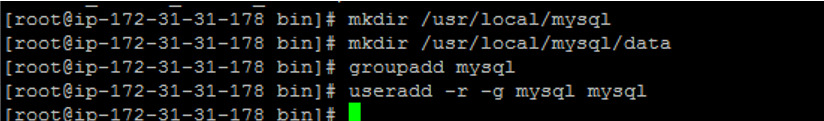 [root@ip-172-31-31-178 bin]# mkdir /usr/local/mysql
[root@ip-172-31-31-178 bin]# mkdir /usr/local/mysql/data
[root@ip-172-31-31-178 bin]# groupadd mysql
[root@ip-172-31-31-178 bin]# useradd -r -g mysql mysql
[root@ip-172-31-31-178 bin]#